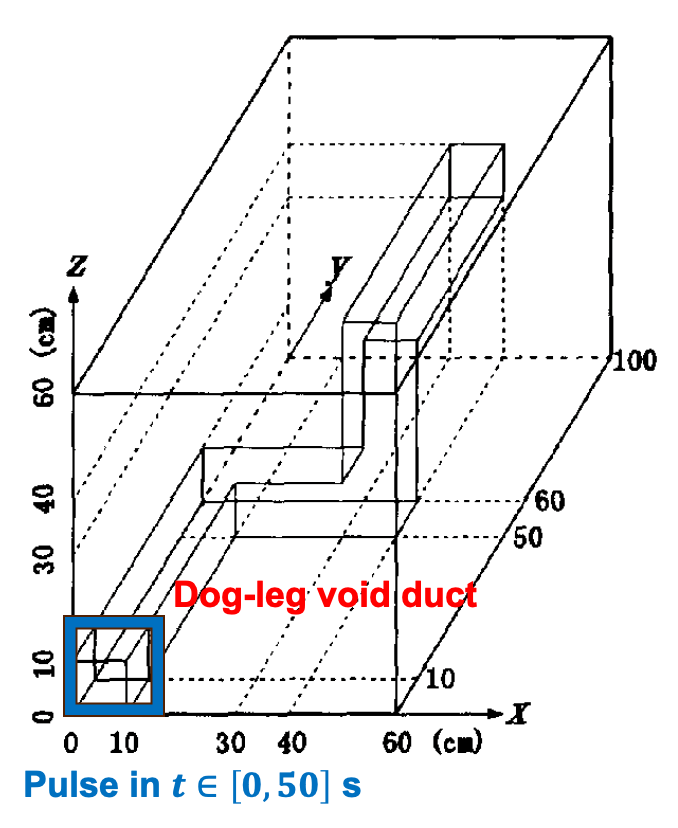 Z
Y
(cm)
60
100
40
60
50
30
Dog-leg void duct
10
10
0
X
0 10 30 40 60 (cm)
Pulse in t ∈ [0, 50] s